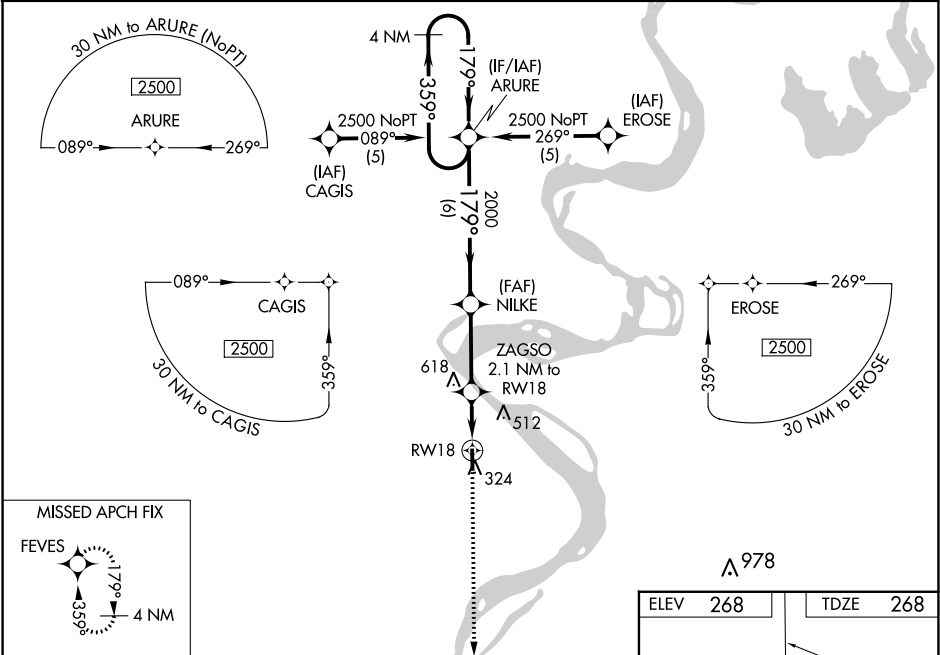 30 NM to ARURE (NoPT)
2500
ARURE
089°
269°
4 NM
179°
359°
(IF/IAF)
ARURE
2500 NoPT
089°
(5)
(IAF)
CAGIS
2500 NoPT
269°
(5)
(IAF)
EROSE
2000
179°
(6)
089°
CAGIS
2500
359°
30 NM to CAGIS
(FAF)
NILKE
ZAGSO
2.1 NM to
RW18
618
512
RW18
324
269°
EROSE
2500
359°
30 NM to EROSE
MISSED APCH FIX
FEVES
179°
359°
4 NM
978
ELEV 268
TDZE 268